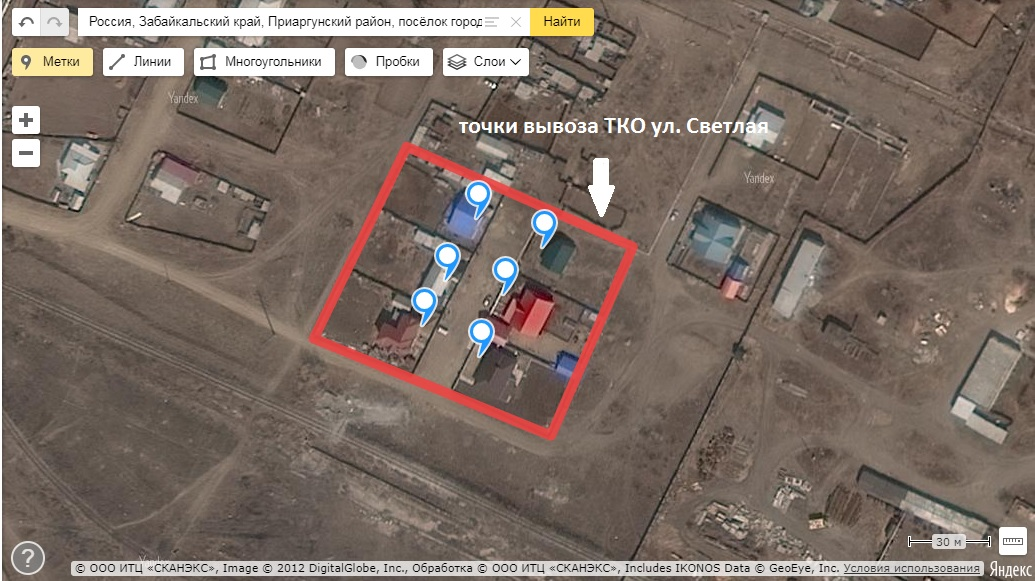 Россия, Забайкальский край, Приаргунский район, посёлок город
Найти
Метки
Линии
Многоугольники
Пробки
Слои
Yandex
точки вывоза ТКО ул. Светлая
Yandex
30 м
?
Yandex
© ООО ИТЦ «СКАНЭКС», Image © 2012 DigitalGlobe, Inc., Обработка © ООО ИТЦ «СКАНЭКС», Includes IKONOS Data © GeoEye, Inc. Условия использования
Яндекс